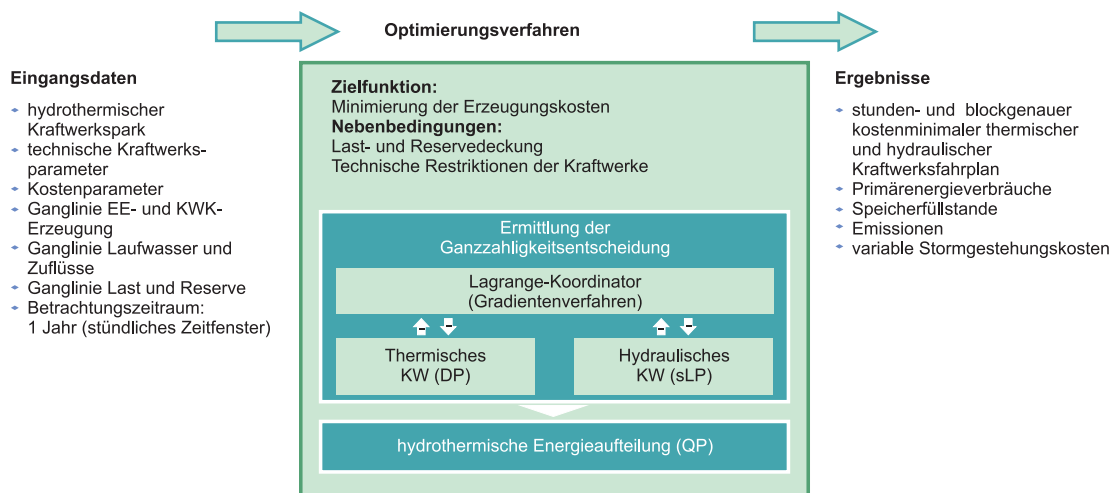 Optimierungsverfahren
Eingangsdaten
hydrothermischer
Kraftwerkspark
technische Kraftwerks-
parameter
Kostenparameter
Ganglinie EE- und KWK-
Erzeugung
Ganglinie Laufwasser und
Zuflüsse
Ganglinie Last und Reserve
Betrachtungszeitraum:
1 Jahr (stündliches Zeitfenster)
Zielfunktion:
Minimierung der Erzeugungskosten
Nebenbedingungen:
Last- und Reservedeckung
Technische Restriktionen der Kraftwerke
Ermittlung der
Ganzzahligkeitsentscheidung
Lagrange-Koordinator
(Gradientenverfahren)
Thermisches
KW (DP)
Hydraulisches
KW (sLP)
hydrothermische Energieaufteilung (QP)
Ergebnisse
stunden- und blockgenauer
kostenminimaler thermischer
und hydraulischer
Kraftwerksfahrplan
Primärenergieverbräuche
Speicherfüllstande
Emissionen
variable Stormgestehungskosten